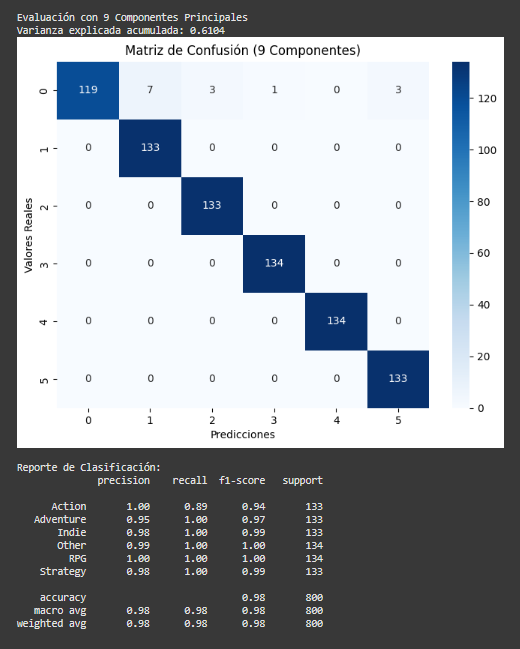 Evaluación con 9 Componentes Principales
Varianza explicada acumulada: 0.6104
Matriz de Confusión (9 Componentes)
0 119 7 3 1 0 3
1 0 133 0 0 0 0
2 0 0 133 0 0 0
3 0 0 0 134 0 0
4 0 0 0 0 134 0
5 0 0 0 0 0 133
0 1 2 3 4 5
Valores Reales
Predicciones
120
100
80
60
40
20
0
Reporte de Clasificación:
precision recall f1-score support
Action 1.00 0.89 0.94 133
Adventure 0.95 1.00 0.97 133
Indie 0.98 1.00 0.99 133
Other 0.99 1.00 1.00 134
RPG 1.00 1.00 1.00 134
Strategy 0.98 1.00 0.99 133
accuracy 0.98 800
macro avg 0.98 0.98 0.98 800
weighted avg 0.98 0.98 0.98 800